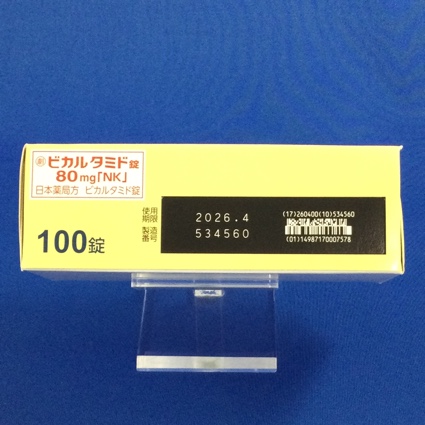 劇 ビカルタミド錠
80mg「NK」
日本薬局方 ビカルタミド錠
100錠
使用
期限 2026.4
製造
番号 534560
(17)260400(10)534560
(01)14987170007578